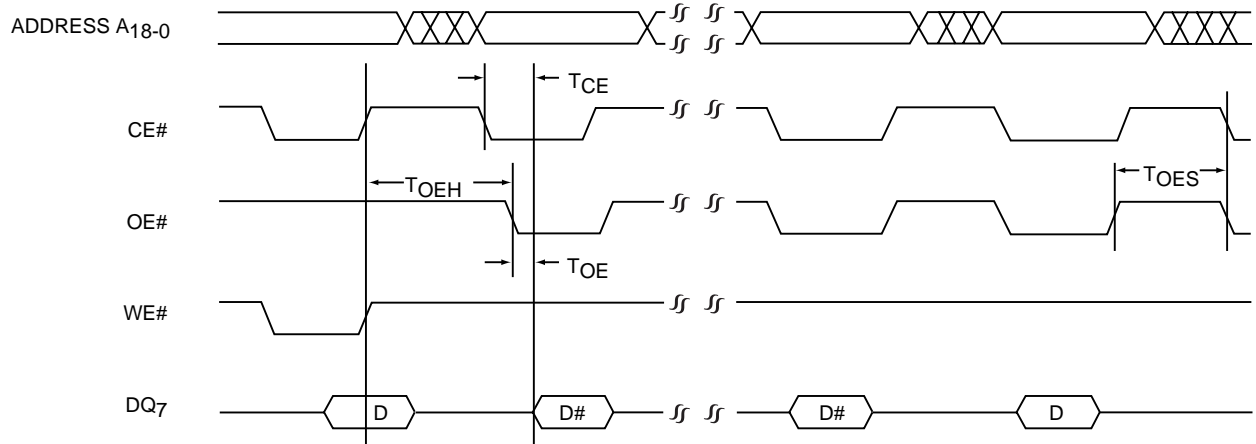 ADDRESS A18-0
TCE
CE#
TOEH
TOES
OE#
TOE
WE#
DQ7
D
D#
D#
D